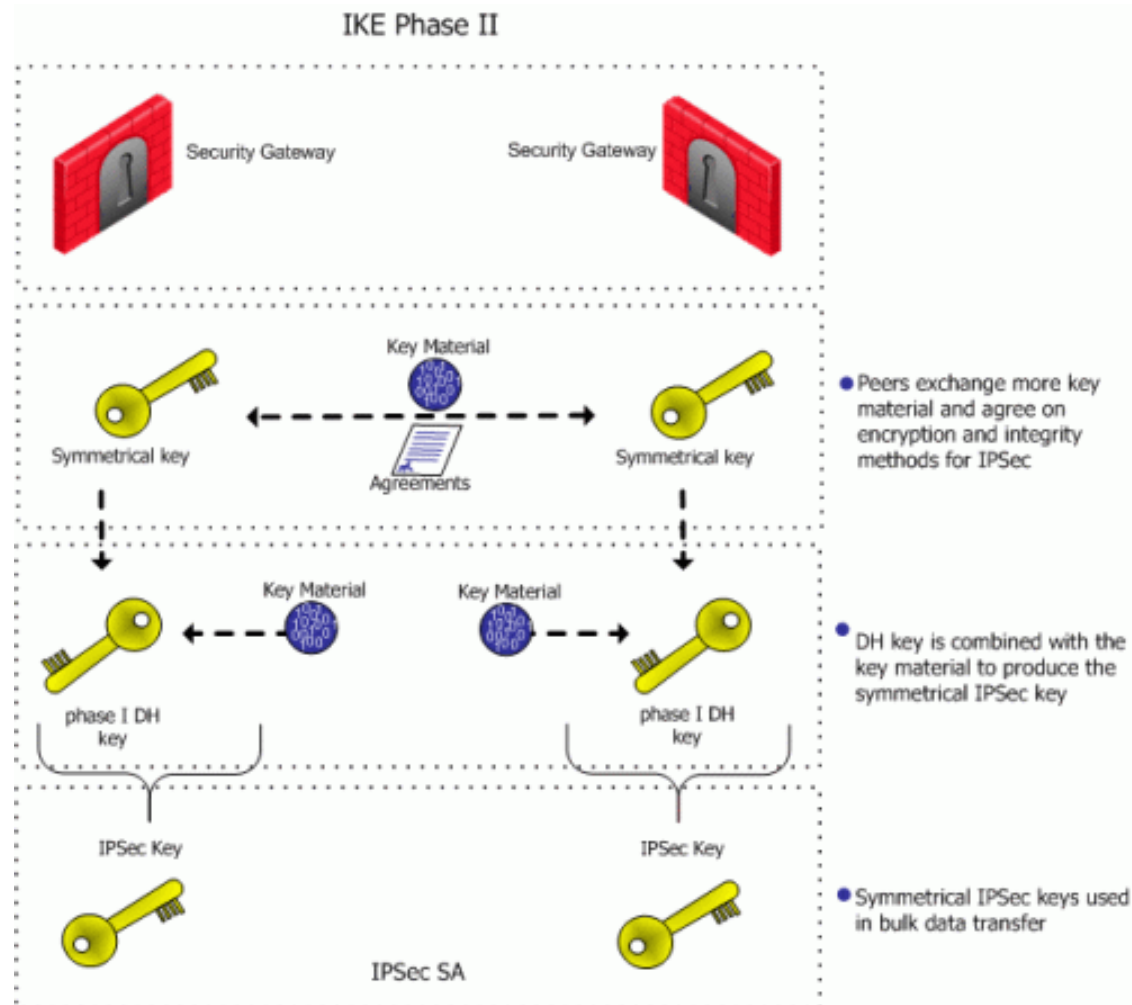 IKE Phase II
Security Gateway
Security Gateway
Key Material
Symmetrical key
Symmetrical key
Agreements
Peers exchange more key
material and agree on
encryption and integrity
methods for IPSec
Key Material
Key Material
phase I DH
key
phase I DH
key
DH key is combined with the
key material to produce the
symmetrical IPSec key
IPSec Key
IPSec Key
Symmetrical IPSec keys used
in bulk data transfer
IPSec SA